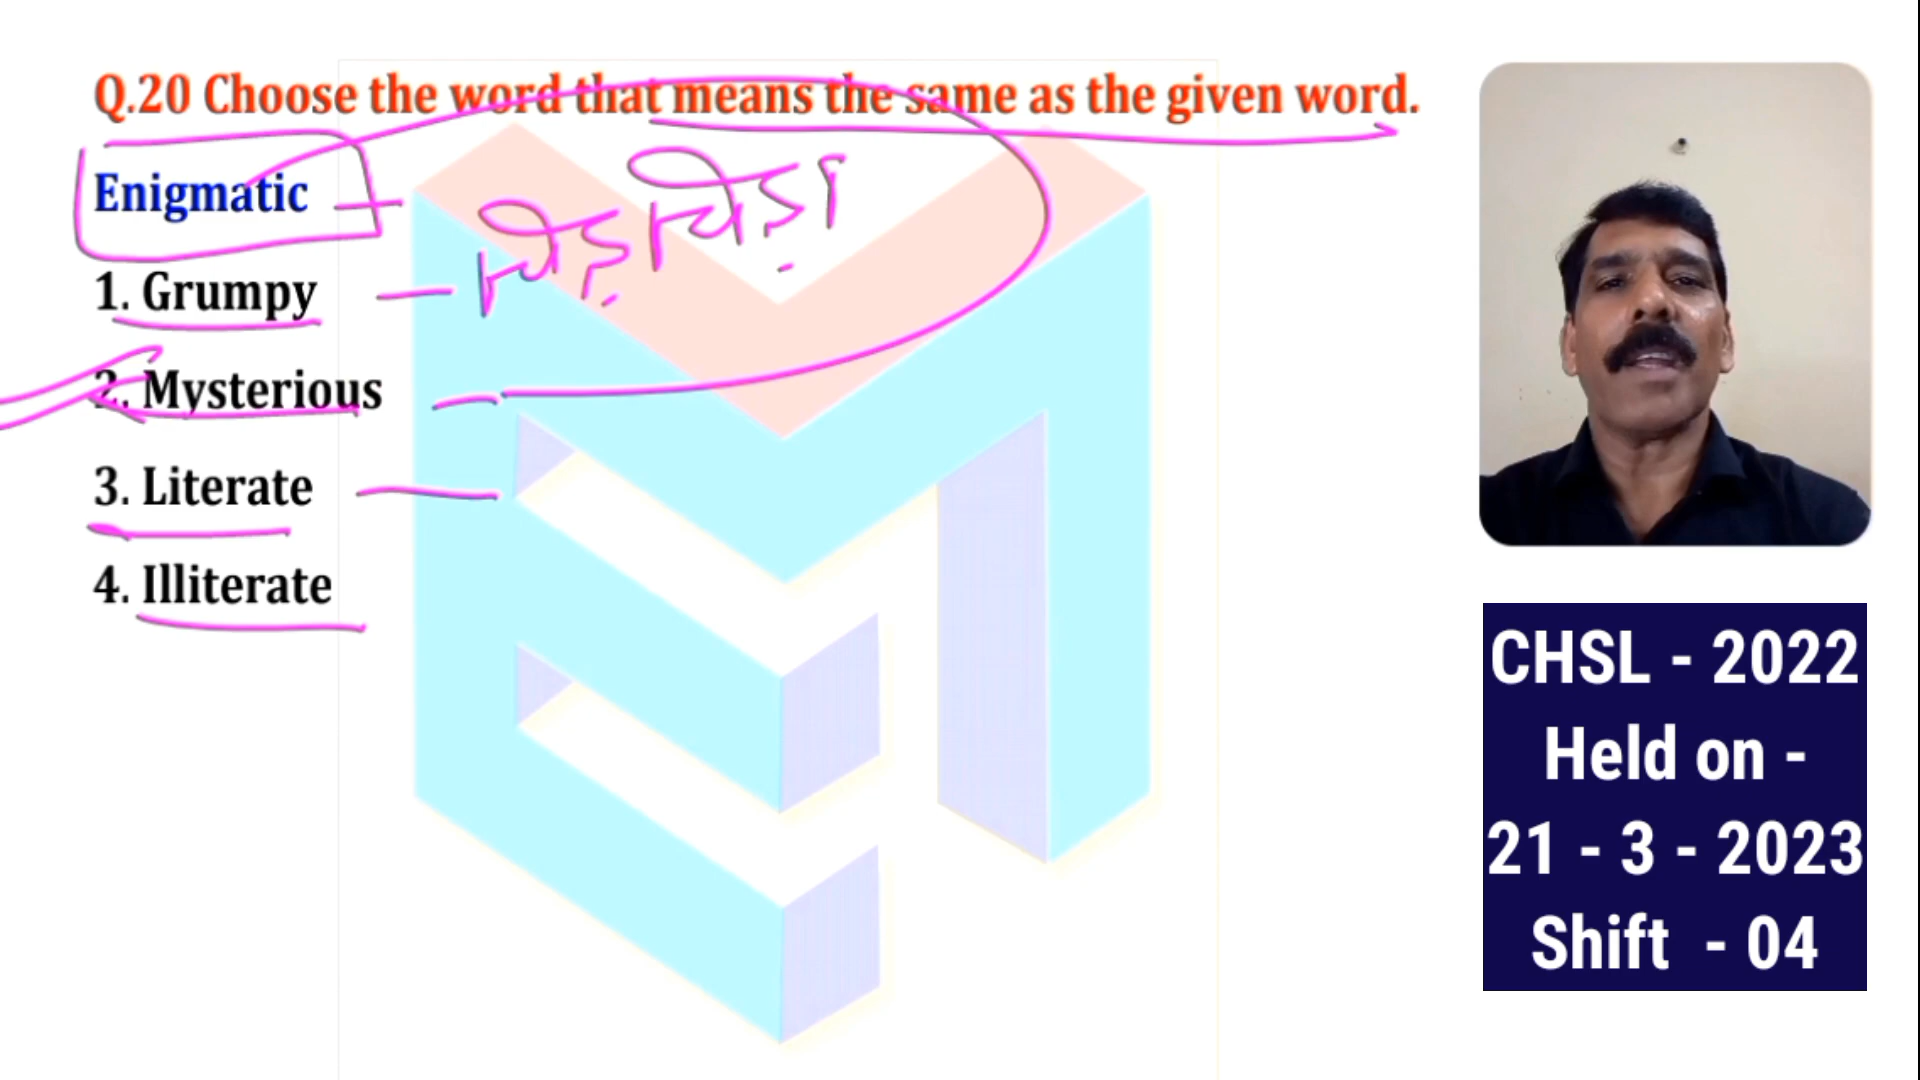 Q.20 Choose the word that means the same as the given word.
Enigmatic
1. Grumpy
चिड़चिड़ा
2. Mysterious
3. Literate
4. Illiterate
CHSL - 2022
Held on -
21 - 3 - 2023
Shift - 04